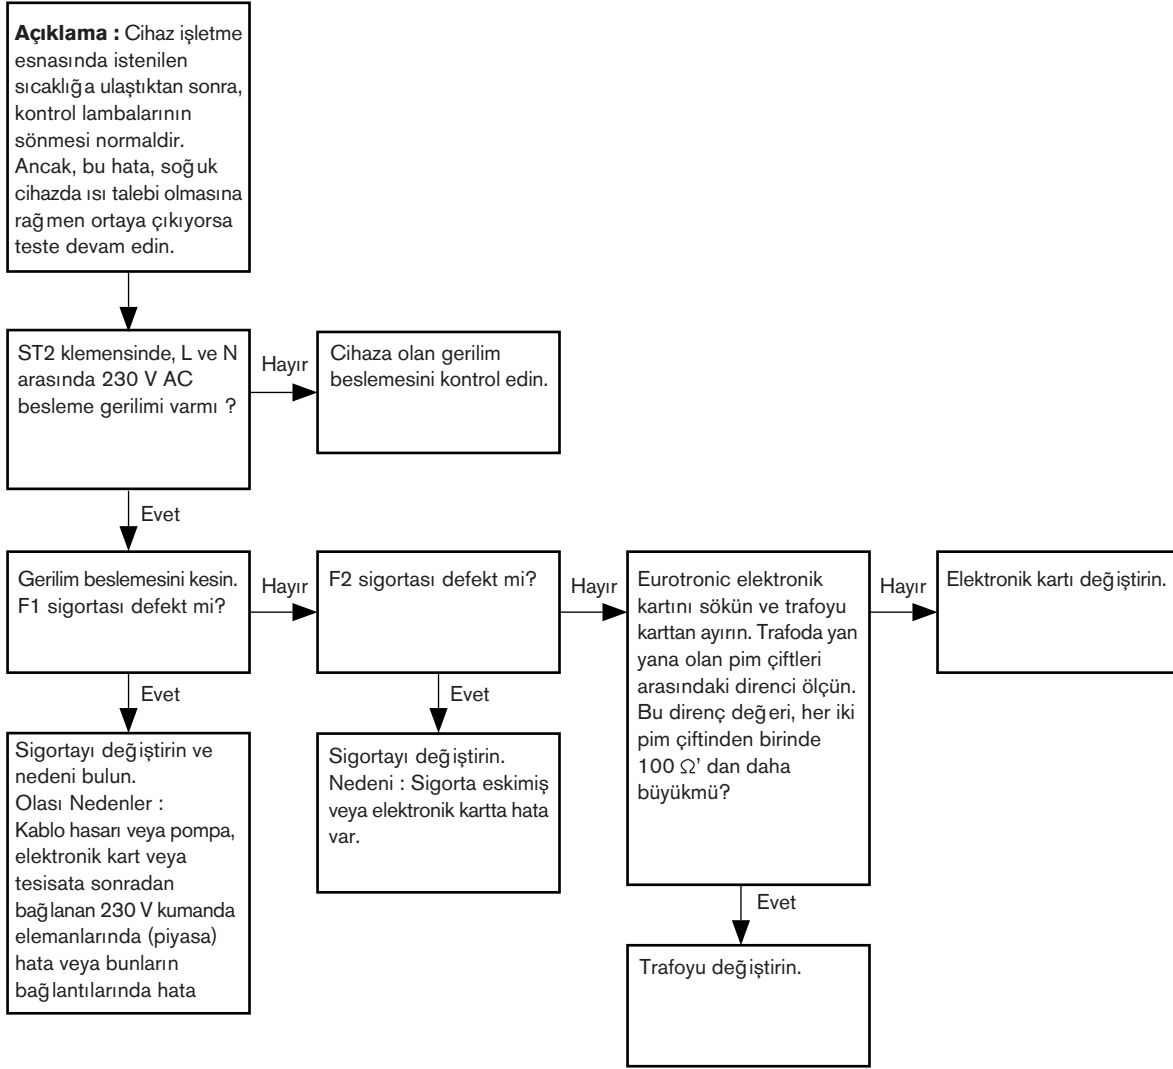 Açıklama : Cihaz işletme
esnasında istenilen
sıcaklığa ulaştıktan sonra,
kontrol lambalarının
sönmesi normaldir.
Ancak, bu hata, soğuk
cihazda ısı talebi olmasına
rağmen ortaya çıkıyorsa
teste devam edin.
ST2 klemensinde, L ve N
arasında 230 V AC
besleme gerilimi varmı ?
Hayır
Cihaza olan gerilim
beslemesini kontrol edin.
Evet
Gerilim beslemesini kesin.
F1 sigortası defekt mi?
Hayır
F2 sigortası defekt mi?
Hayır
Eurotronic elektronik
kartını sökün ve trafoyu
karttan ayırın. Trafoda yan
yana olan pim çiftleri
arasındaki direnci ölçün.
Bu direnç değeri, her iki
pim çiftinden birinde
100 Ω' dan daha
büyükmü?
Hayır
Elektronik kartı değiştirin.
Evet
Sigortayı değiştirin ve
nedeni bulun.
Olası Nedenler :
Kablo hasarı veya pompa,
elektronik kart veya
tesisata sonradan
bağlanan 230 V kumanda
elemanlarında (piyasa)
hata veya bunların
bağlantılarında hata
Evet
Sigortayı değiştirin.
Nedeni : Sigorta eskimiş
veya elektronik kartta hata
var.
Evet
Trafoyu değiştirin.